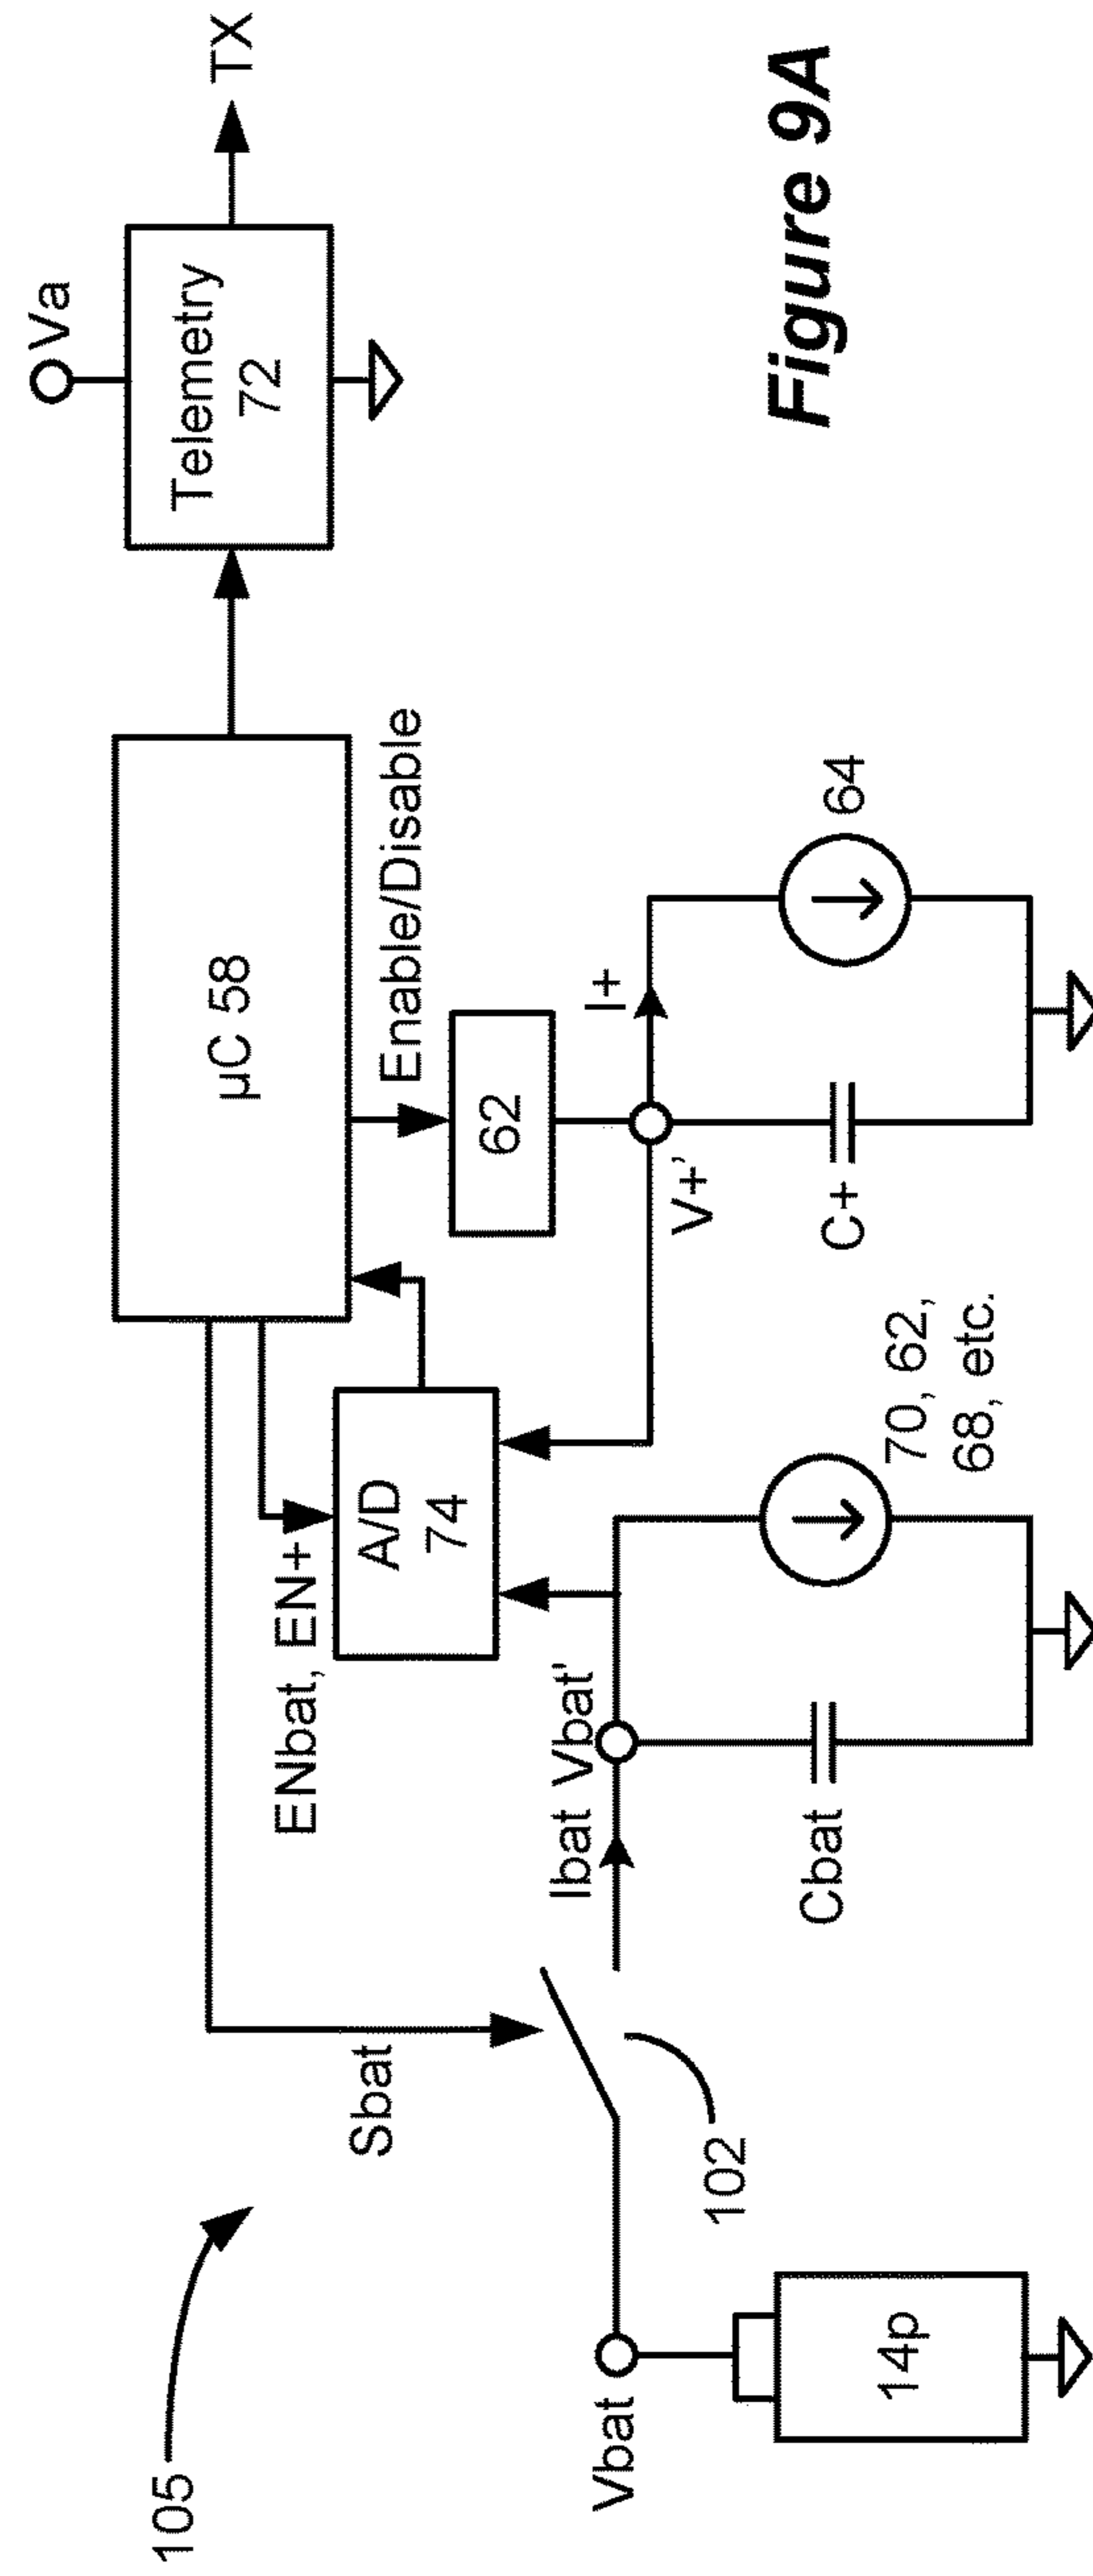 105
Sbat
ENbat, EN+
µC 58
Va
Telemetry
72
TX
A/D
74
Enable/Disable
62
Vbat
102
Ibat Vbat'
V+'
I+
14p
Cbat
70, 62,
68, etc.
C+
64
Figure 9A